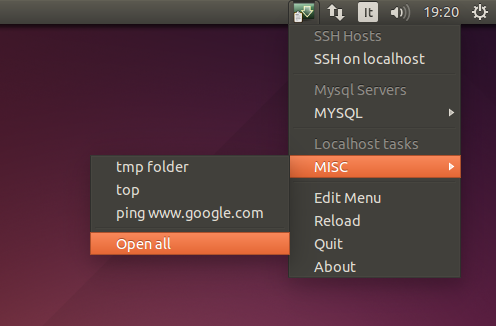 It
19:20
SSH Hosts
SSH on localhost
Mysql Servers
MYSQL
Localhost tasks
MISC
tmp folder
top
ping www.google.com
Open all
Edit Menu
Reload
Quit
About